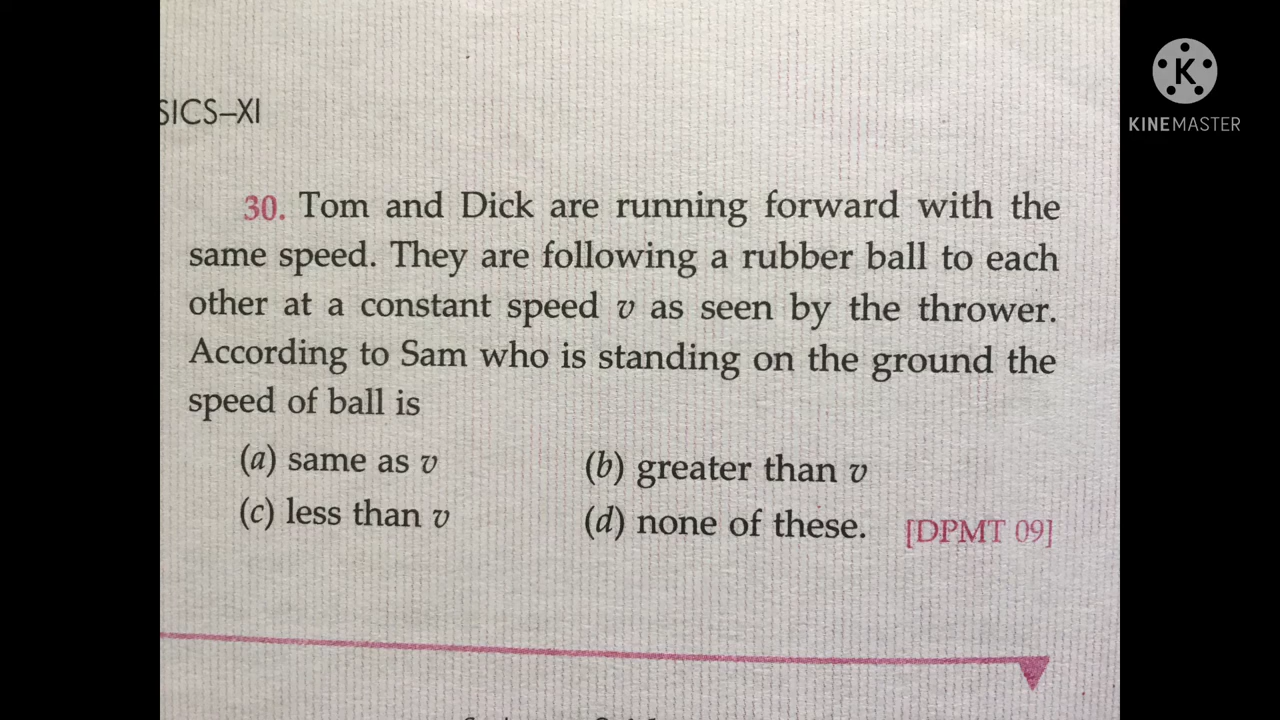 SICS–XI
K
KINEMASTER
30. Tom and Dick are running forward with the
same speed. They are following a rubber ball to each
other at a constant speed v as seen by the thrower.
According to Sam who is standing on the ground the
speed of ball is
(a) same as v (b) greater than v
(c) less than v (d) none of these. [DPMT 09]